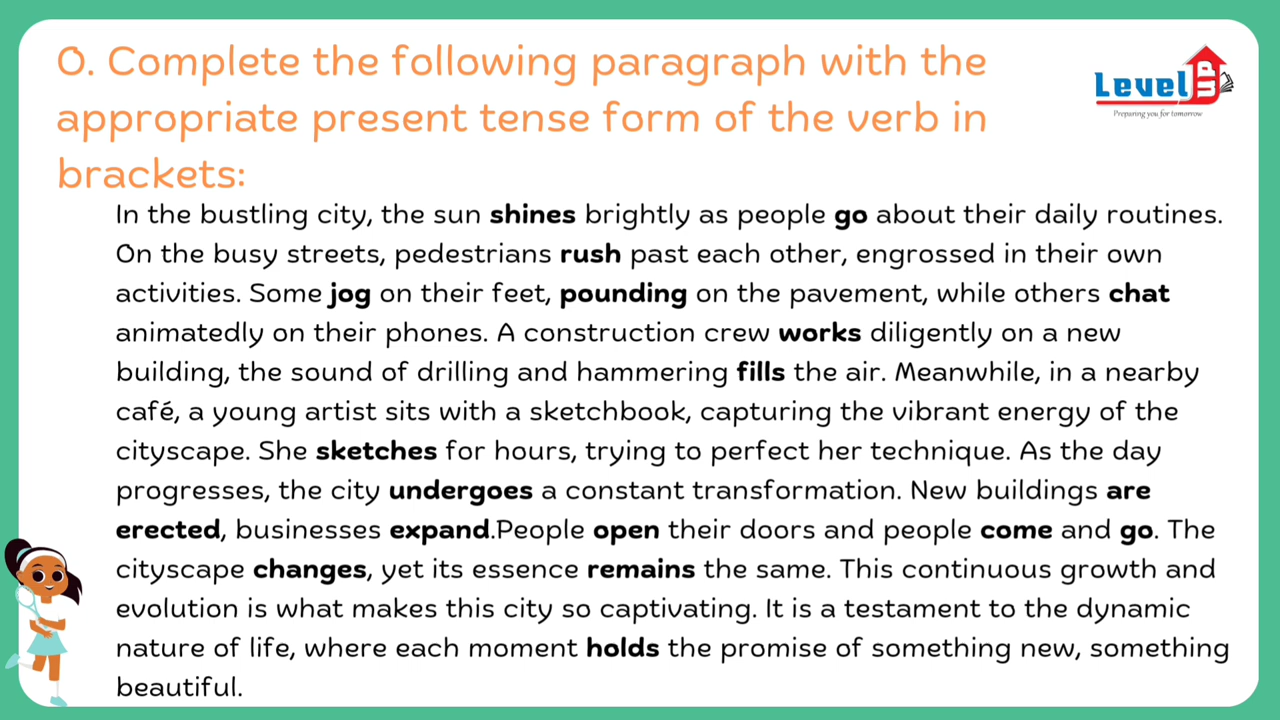 O. Complete the following paragraph with the
appropriate present tense form of the verb in
brackets:
Level up
Preparing you for tomorrow
In the bustling city, the sun shines brightly as people go about their daily routines.
On the busy streets, pedestrians rush past each other, engrossed in their own
activities. Some jog on their feet, pounding on the pavement, while others chat
animatedly on their phones. A construction crew works diligently on a new
building, the sound of drilling and hammering fills the air. Meanwhile, in a nearby
café, a young artist sits with a sketchbook, capturing the vibrant energy of the
cityscape. She sketches for hours, trying to perfect her technique. As the day
progresses, the city undergoes a constant transformation. New buildings are
erected, businesses expand.People open their doors and people come and go. The
cityscape changes, yet its essence remains the same. This continuous growth and
evolution is what makes this city so captivating. It is a testament to the dynamic
nature of life, where each moment holds the promise of something new, something
beautiful.